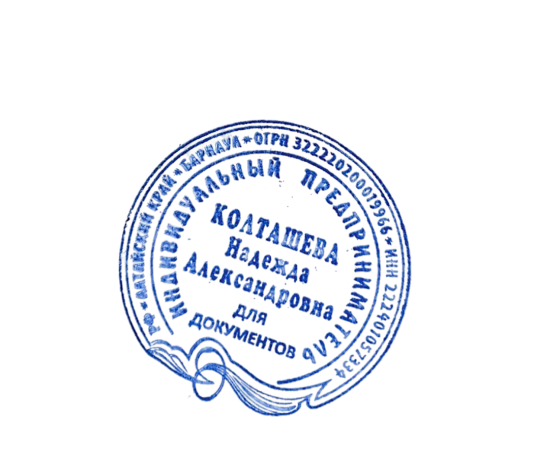 РФ * АЛТАЙСКИЙ КРАЙ * БАРНАУЛ * ОГРН 322220200019966 * ИНН 222401057334
ИНДИВИДУАЛЬНЫЙ ПРЕДПРИНИМАТЕЛЬ
КОЛТАШЕВА
Надежда
Александровна
ДЛЯ
ДОКУМЕНТОВ